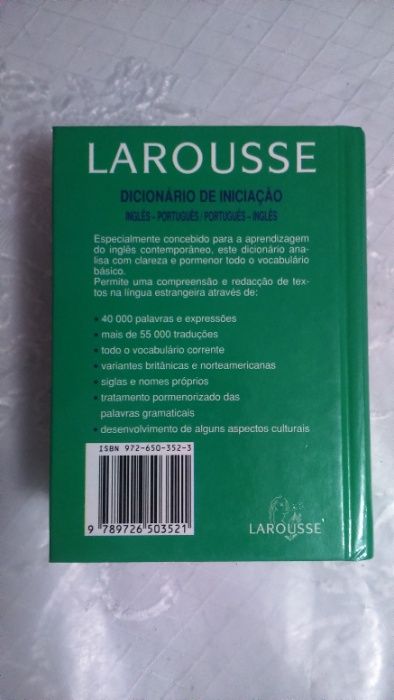 LAROUSSE
DICIONÁRIO DE INICIAÇÃO
INGLÊS – PORTUGUÊS / PORTUGUÊS – INGLÊS
Especialmente concebido para a aprendizagem
do inglês contemporâneo, este dicionário ana-
lisa com clareza e pormenor todo o vocabulário
básico.
Permite uma compreensão e redacção de tex-
tos na língua estrangeira através de:
• 40 000 palavras e expressões
• mais de 55 000 traduções
• todo o vocabulário corrente
• variantes britânicas e norteamericanas
• siglas e nomes próprios
• tratamento pormenorizado das
palavras gramaticais
• desenvolvimento de alguns aspectos culturais
ISBN 972-650-352-3
9 789726 503521
LAROUSSE